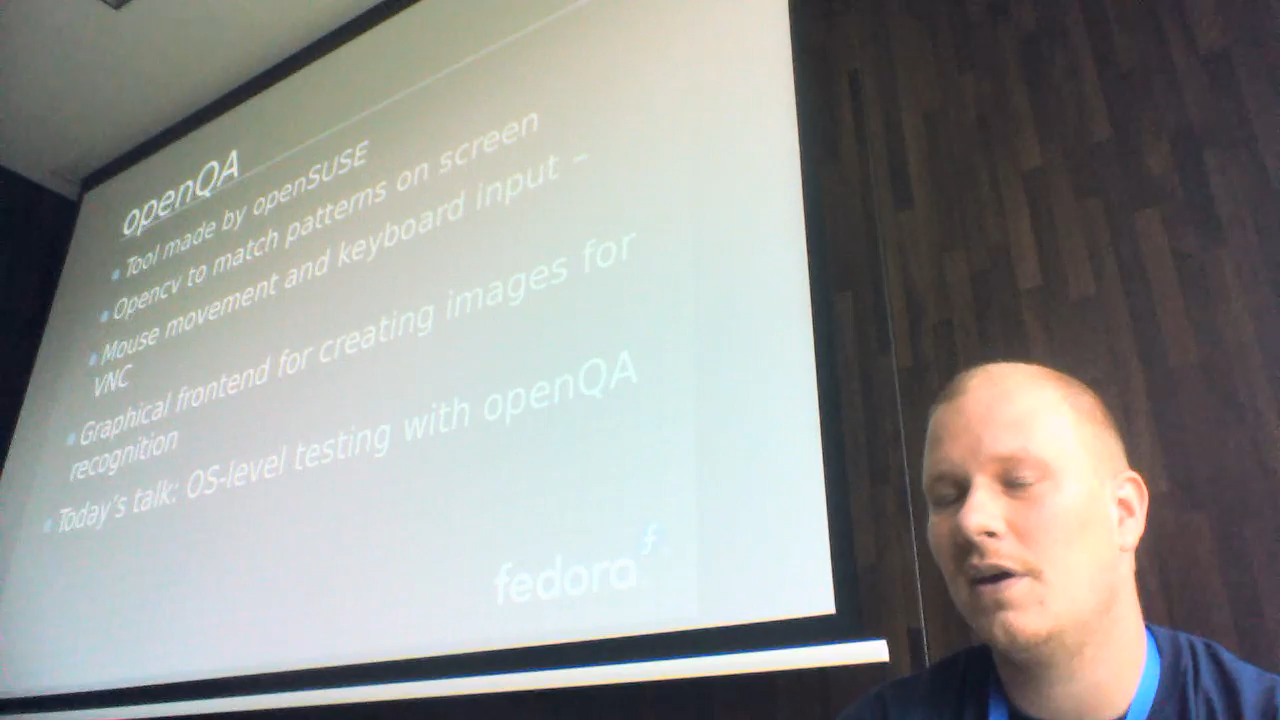 openQA
Tool made by openSUSE
Opencv to match patterns on screen
Mouse movement and keyboard input –
VNC
Graphical frontend for creating images for
recognition
Today's talk: OS-level testing with openQA
fedora